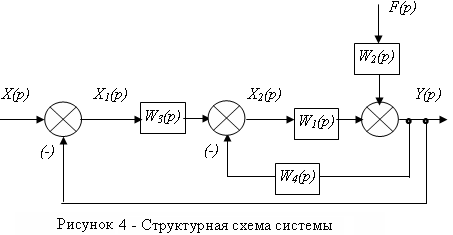 F(p)
W2(p)
X(p)
X1(p)
X2(p)
Y(p)
W3(p)
W1(p)
(-)
(-)
W4(p)
Рисунок 4 - Структурная схема системы